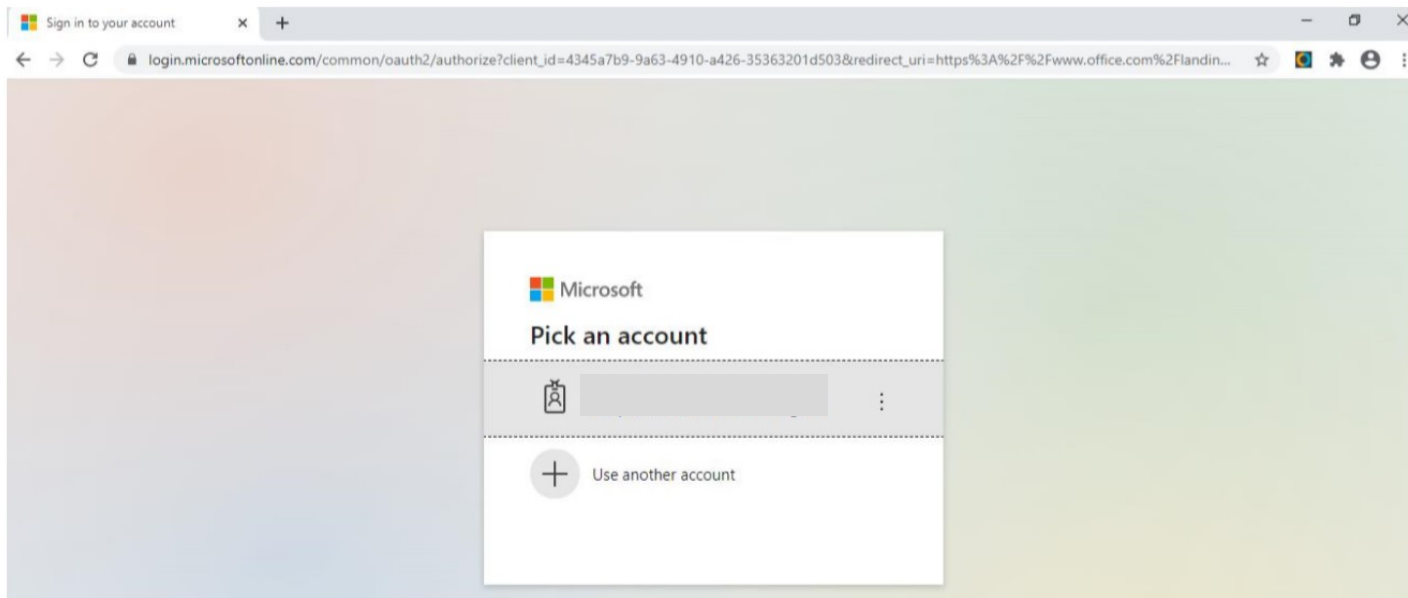 Sign in to your account
login.microsoftonline.com/common/oauth2/authorize?client_id=4345a7b9-9a63-4910-a426-35363201d503&redirect_uri=https%3A%2F%2Fwww.office.com%2Flandin...
Microsoft
Pick an account
Use another account